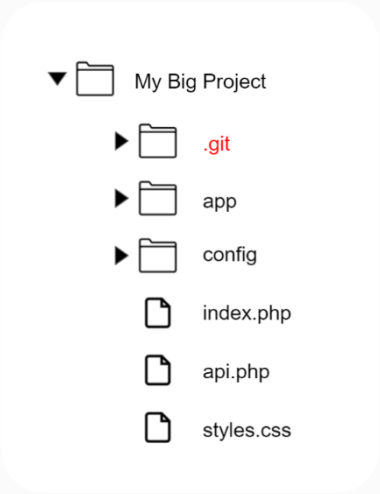 My Big Project
.git
app
config
index.php
api.php
styles.css